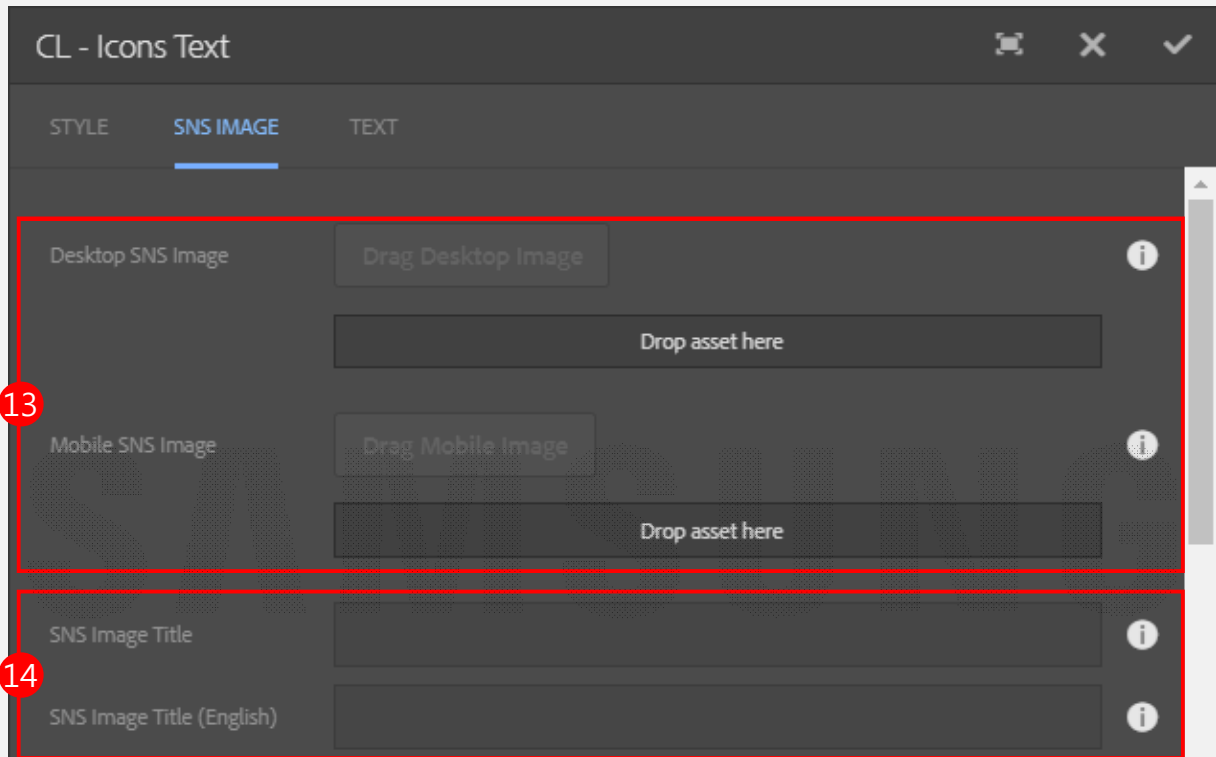 CL - Icons Text
STYLE SNS IMAGE TEXT
Desktop SNS Image Drag Desktop Image
Drop asset here
13
Mobile SNS Image Drag Mobile Image
Drop asset here
SAMSUNG
SNS Image Title
14
SNS Image Title (English)